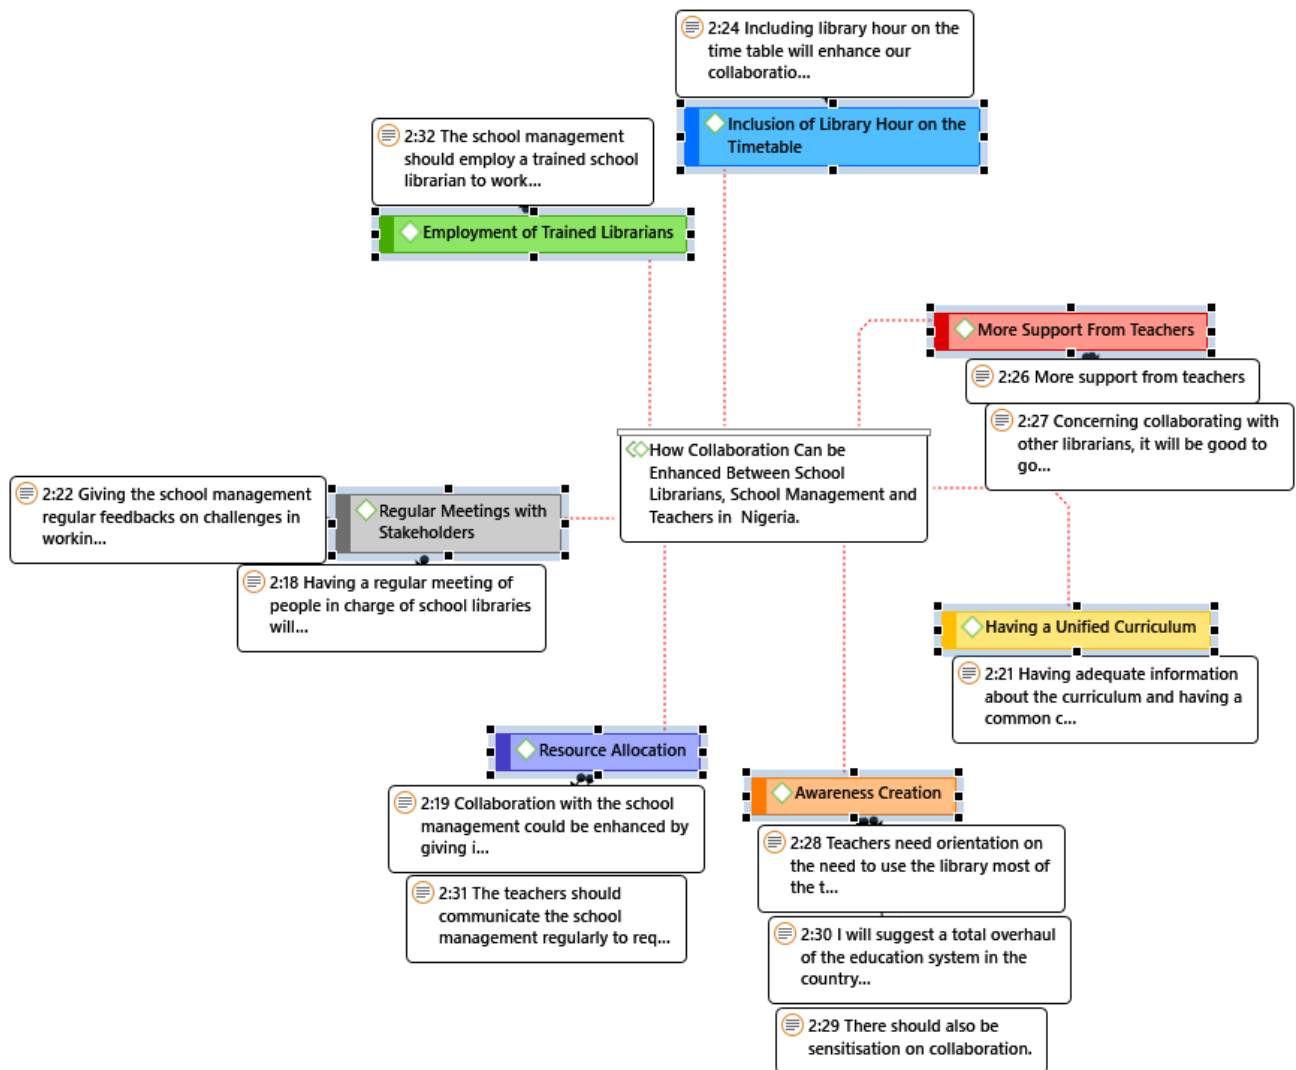 2:24 Including library hour on the
time table will enhance our
collaboratio...
Inclusion of Library Hour on the
Timetable
2:32 The school management
should employ a trained school
librarian to work...
Employment of Trained Librarians
More Support From Teachers
2:26 More support from teachers
2:27 Concerning collaborating with
other librarians, it will be good to
go...
How Collaboration Can be
Enhanced Between School
Librarians, School Management and
Teachers in Nigeria.
2:22 Giving the school management
regular feedbacks on challenges in
workin...
Regular Meetings with
Stakeholders
2:18 Having a regular meeting of
people in charge of school libraries
will...
Having a Unified Curriculum
2:21 Having adequate information
about the curriculum and having a
common c...
Resource Allocation
2:19 Collaboration with the school
management could be enhanced by
giving i...
2:31 The teachers should
communicate the school
management regularly to req...
Awareness Creation
2:28 Teachers need orientation on
the need to use the library most of
the t...
2:30 I will suggest a total overhaul
of the education system in the
country...
2:29 There should also be
sensitisation on collaboration.